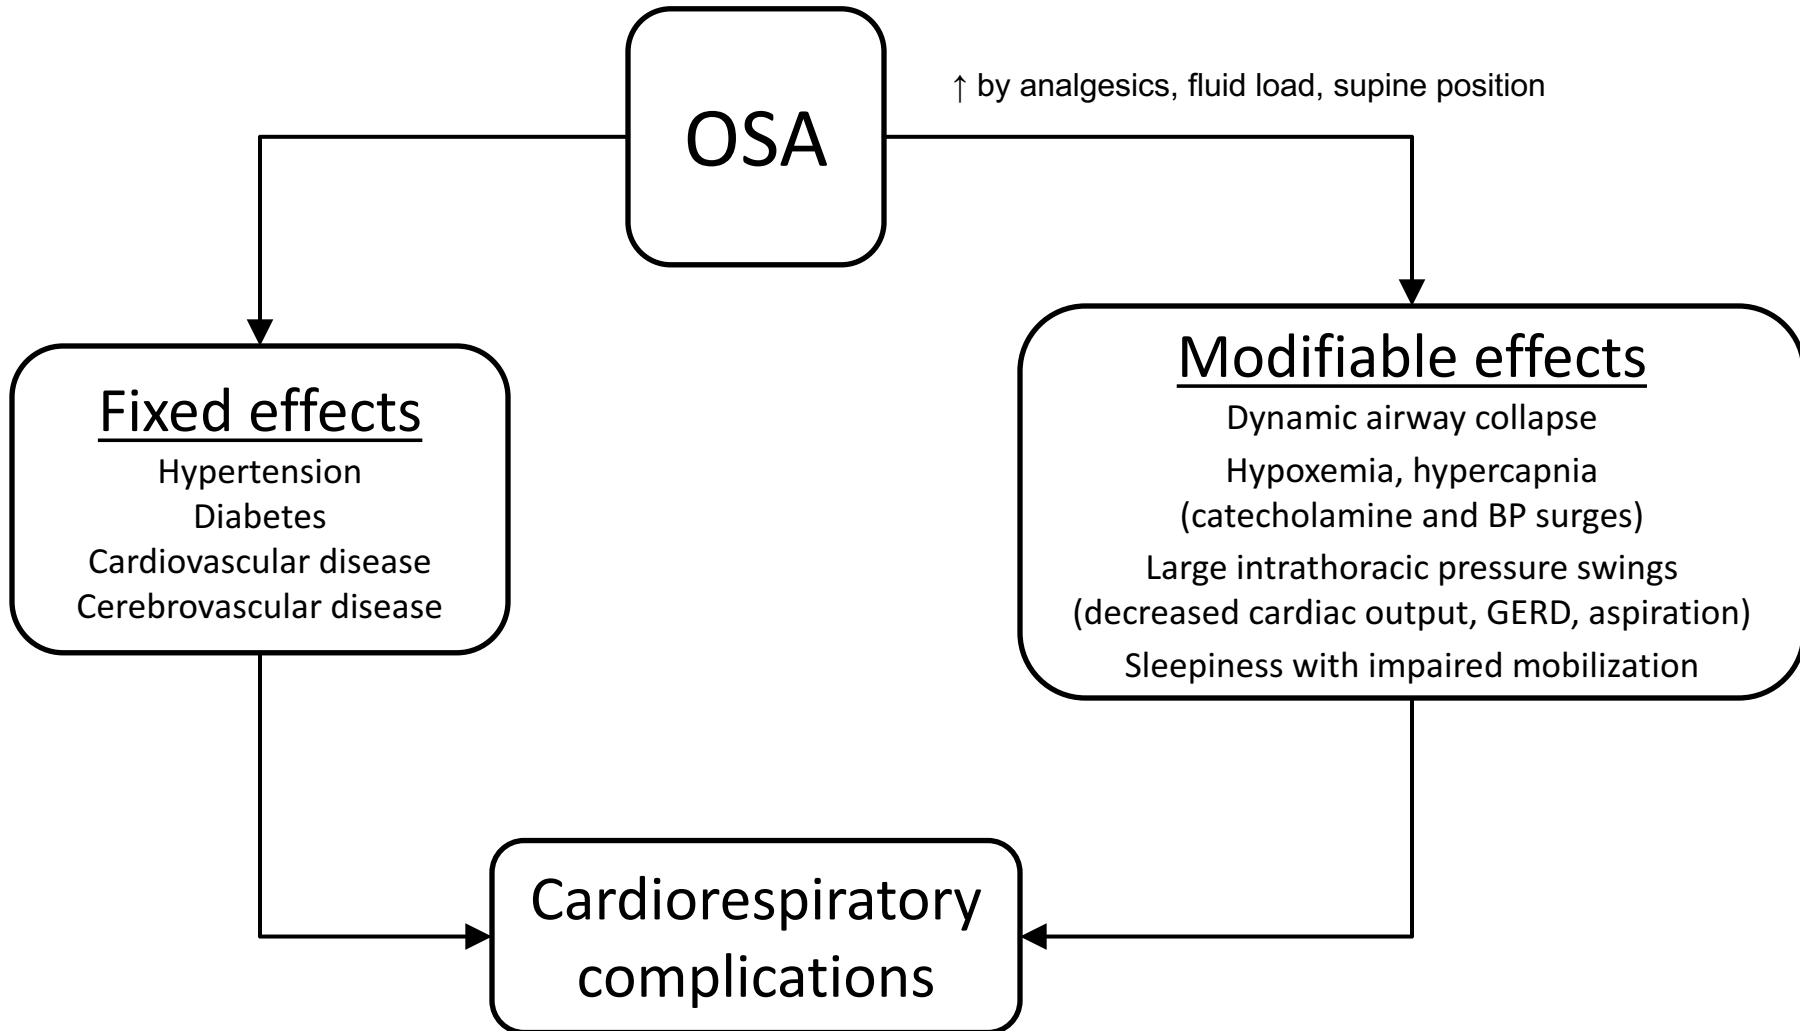 OSA
↑ by analgesics, fluid load, supine position
Fixed effects
Hypertension
Diabetes
Cardiovascular disease
Cerebrovascular disease
Modifiable effects
Dynamic airway collapse
Hypoxemia, hypercapnia
(catecholamine and BP surges)
Large intrathoracic pressure swings
(decreased cardiac output, GERD, aspiration)
Sleepiness with impaired mobilization
Cardiorespiratory
complications